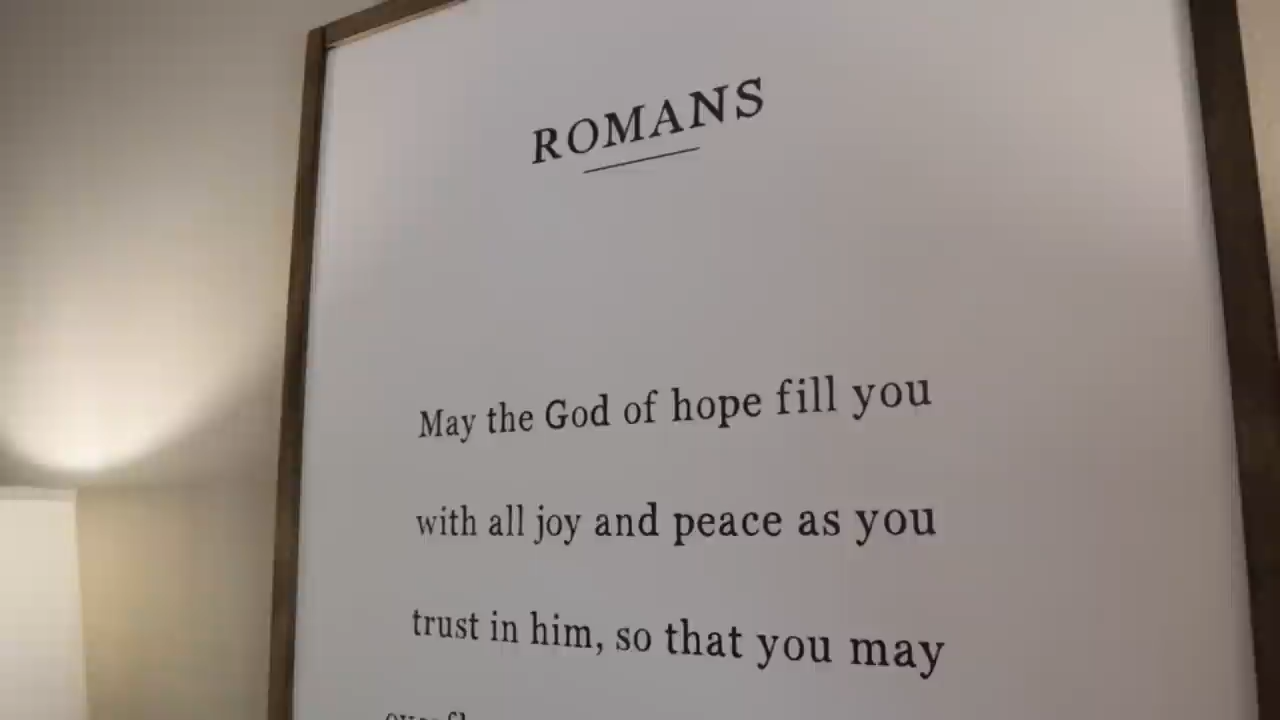 ROMANS
May the God of hope fill you
with all joy and peace as you
trust in him, so that you may